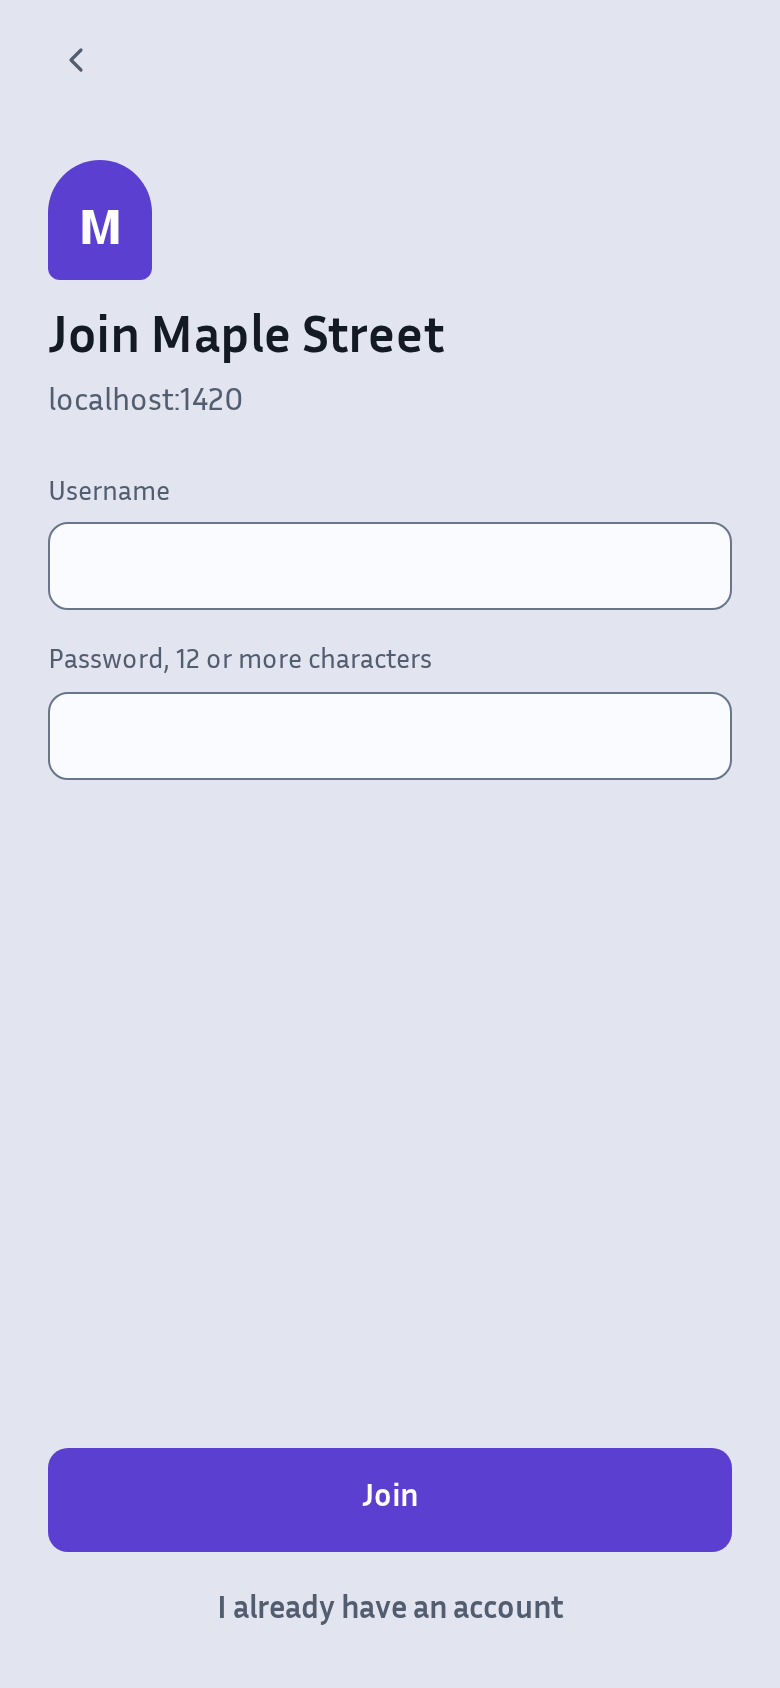 M
Join Maple Street
localhost:1420
Username
Password, 12 or more characters
Join
I already have an account